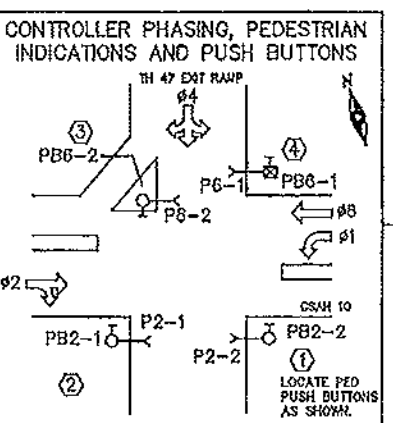 CONTROLLER PHASING, PEDESTRIAN
INDICATIONS AND PUSH BUTTONS
TH 47 EXIT RAMP
ø4
N
3
PB6-2
4
P6-1
PB6-1
P6-2
ø6
ø1
ø2
CSAH 10
P2-1
PB2-1
PB2-2
P2-2
1
2
LOCATE PED
PUSH BUTTONS
AS SHOWN.